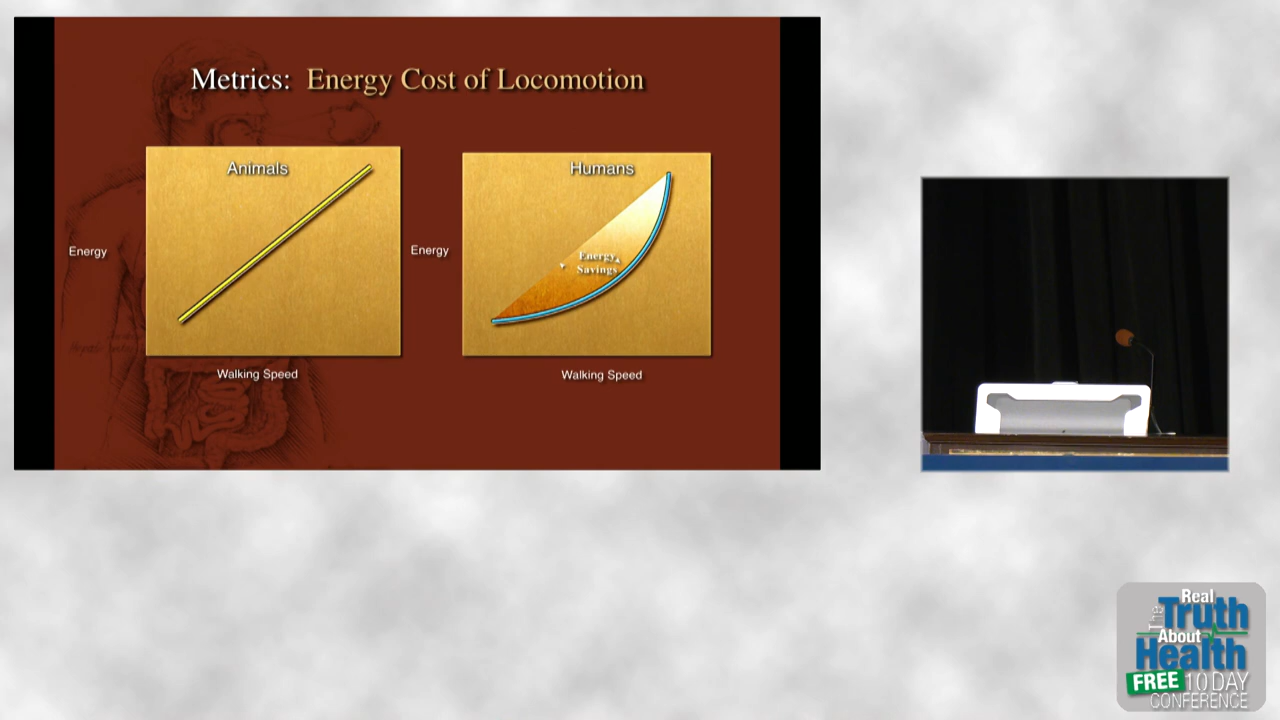 Metrics: Energy Cost of Locomotion
Animals
Humans
Energy
Energy
Energy
Savings
Walking Speed
Walking Speed
The Real
Truth
About
Health
FREE 10 DAY
CONFERENCE